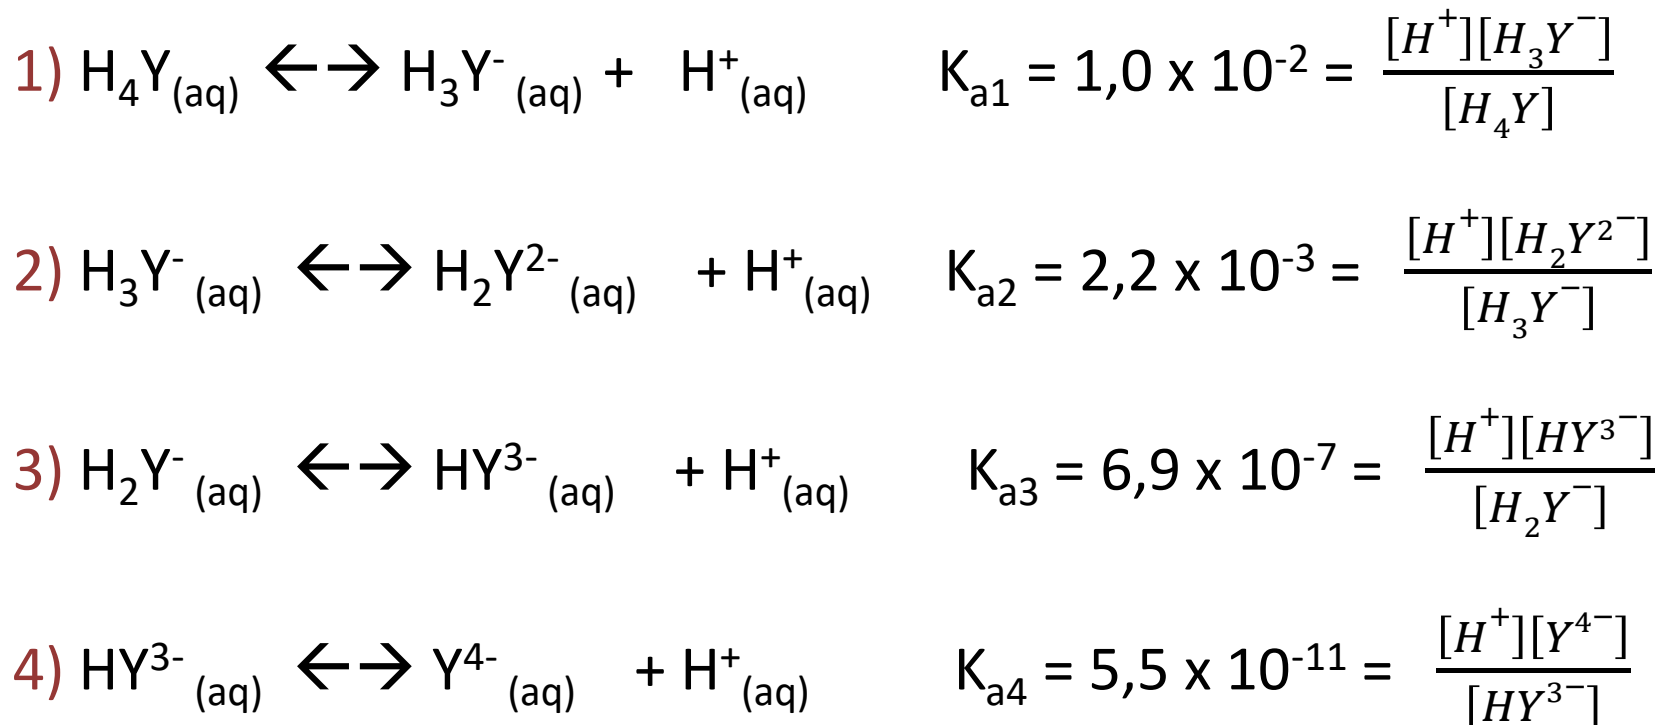 1) H₄Y₍aq₎ ←→ H₃Y⁻ ₍aq₎ + H⁺₍aq₎ Kₐ₁ = 1,0 x 10⁻² = [H⁺][H₃Y⁻] / [H₄Y]
2) H₃Y⁻ ₍aq₎ ←→ H₂Y²⁻ ₍aq₎ + H⁺₍aq₎ Kₐ₂ = 2,2 x 10⁻³ = [H⁺][H₂Y²⁻] / [H₃Y⁻]
3) H₂Y⁻ ₍aq₎ ←→ HY³⁻ ₍aq₎ + H⁺₍aq₎ Kₐ₃ = 6,9 x 10⁻⁷ = [H⁺][HY³⁻] / [H₂Y⁻]
4) HY³⁻ ₍aq₎ ←→ Y⁴⁻ ₍aq₎ + H⁺₍aq₎ Kₐ₄ = 5,5 x 10⁻¹¹ = [H⁺][Y⁴⁻] / [HY³⁻]